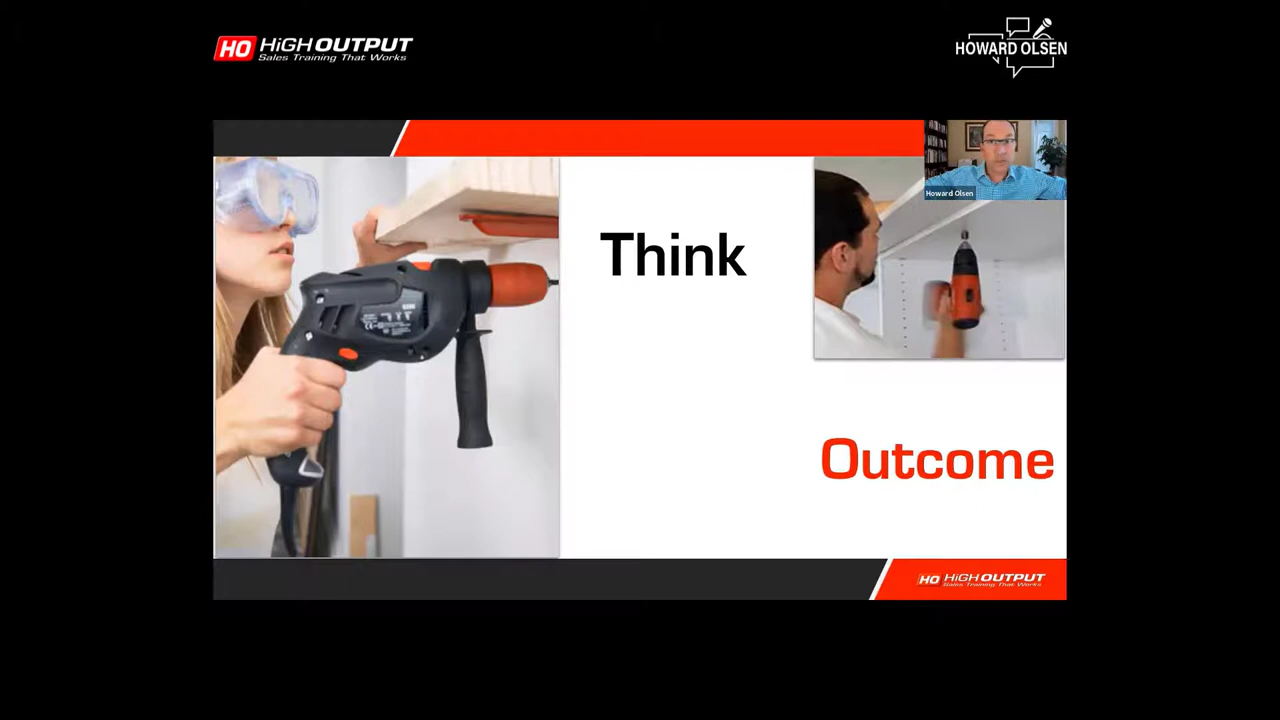 HO HiGH OUTPUT
Sales Training That Works
HOWARD OLSEN
Howard Olsen
Think
Outcome
HO HiGH OUTPUT
Sales Training That Works